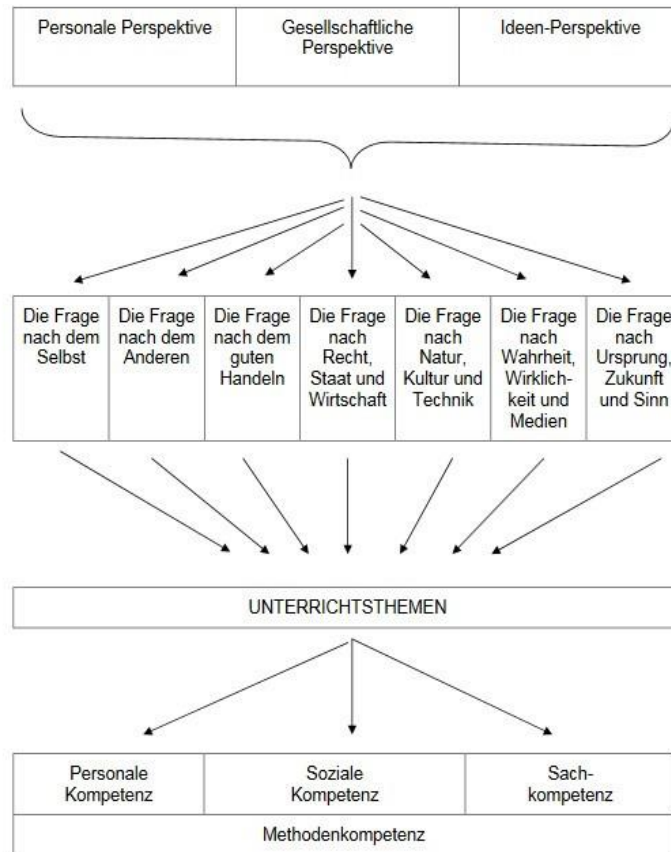 Personale Perspektive
Gesellschaftliche
Perspektive
Ideen-Perspektive
Die Frage
nach dem
Selbst
Die Frage
nach dem
Anderen
Die Frage
nach dem
guten
Handeln
Die Frage
nach
Recht,
Staat und
Wirtschaft
Die Frage
nach
Natur,
Kultur und
Technik
Die Frage
nach
Wahrheit,
Wirklich-
keit und
Medien
Die Frage
nach
Ursprung,
Zukunft
und Sinn
UNTERRICHTSTHEMEN
Personale
Kompetenz
Soziale
Kompetenz
Sach-
kompetenz
Methodenkompetenz